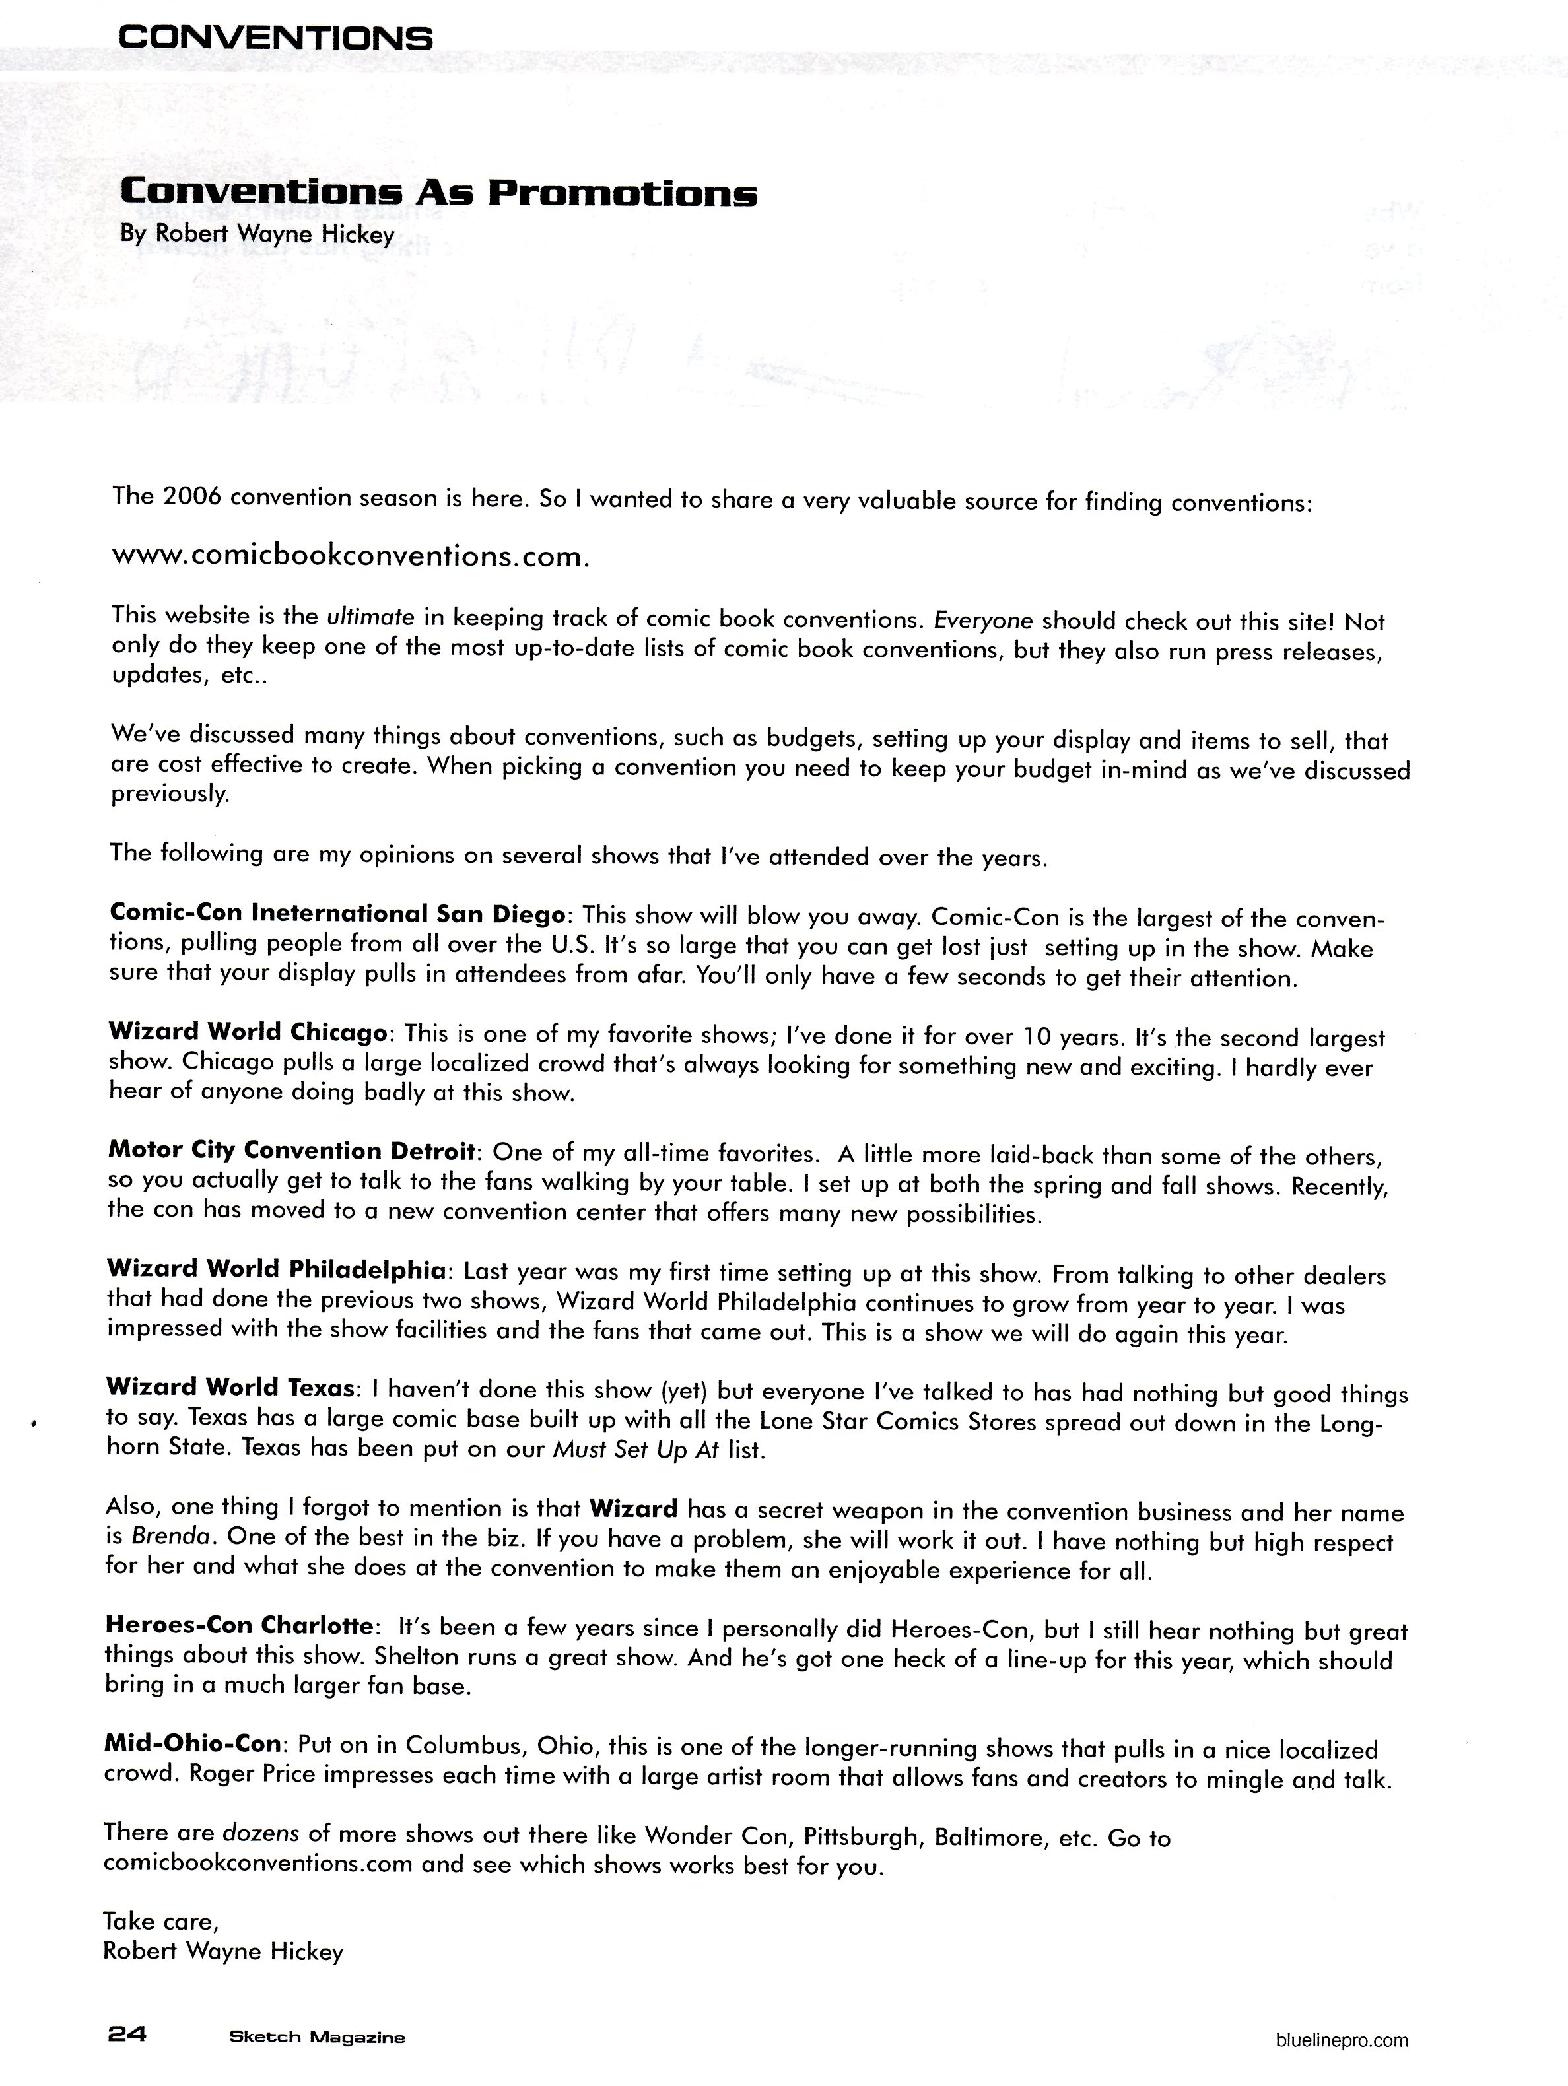 CONVENTIONS
Conventions As Promotions
By Robert Wayne Hickey
The 2006 convention season is here. So I wanted to share a very valuable source for finding conventions:
www.comicbookconventions.com.
This website is the ultimate in keeping track of comic book conventions. Everyone should check out this site! Not
only do they keep one of the most up-to-date lists of comic book conventions, but they also run press releases,
updates, etc..
We've discussed many things about conventions, such as budgets, setting up your display and items to sell, that
are cost effective to create. When picking a convention you need to keep your budget in-mind as we've discussed
previously.
The following are my opinions on several shows that I've attended over the years.
Comic-Con Ineternational San Diego: This show will blow you away. Comic-Con is the largest of the conven-
tions, pulling people from all over the U.S. It's so large that you can get lost just setting up in the show. Make
sure that your display pulls in attendees from afar. You'll only have a few seconds to get their attention.
Wizard World Chicago: This is one of my favorite shows; I've done it for over 10 years. It's the second largest
show. Chicago pulls a large localized crowd that's always looking for something new and exciting. I hardly ever
hear of anyone doing badly at this show.
Motor City Convention Detroit: One of my all-time favorites. A little more laid-back than some of the others,
so you actually get to talk to the fans walking by your table. I set up at both the spring and fall shows. Recently,
the con has moved to a new convention center that offers many new possibilities.
Wizard World Philadelphia: Last year was my first time setting up at this show. From talking to other dealers
that had done the previous two shows, Wizard World Philadelphia continues to grow from year to year. I was
impressed with the show facilities and the fans that came out. This is a show we will do again this year.
Wizard World Texas: I haven't done this show (yet) but everyone I've talked to has had nothing but good things
to say. Texas has a large comic base built up with all the Lone Star Comics Stores spread out down in the Long-
horn State. Texas has been put on our Must Set Up At list.
Also, one thing I forgot to mention is that Wizard has a secret weapon in the convention business and her name
is Brenda. One of the best in the biz. If you have a problem, she will work it out. I have nothing but high respect
for her and what she does at the convention to make them an enjoyable experience for all.
Heroes-Con Charlotte: It's been a few years since I personally did Heroes-Con, but I still hear nothing but great
things about this show. Shelton runs a great show. And he's got one heck of a line-up for this year, which should
bring in a much larger fan base.
Mid-Ohio-Con: Put on in Columbus, Ohio, this is one of the longer-running shows that pulls in a nice localized
crowd. Roger Price impresses each time with a large artist room that allows fans and creators to mingle and talk.
There are dozens of more shows out there like Wonder Con, Pittsburgh, Baltimore, etc. Go to
comicbookconventions.com and see which shows works best for you.
Take care,
Robert Wayne Hickey
24 Sketch Magazine bluelinepro.com